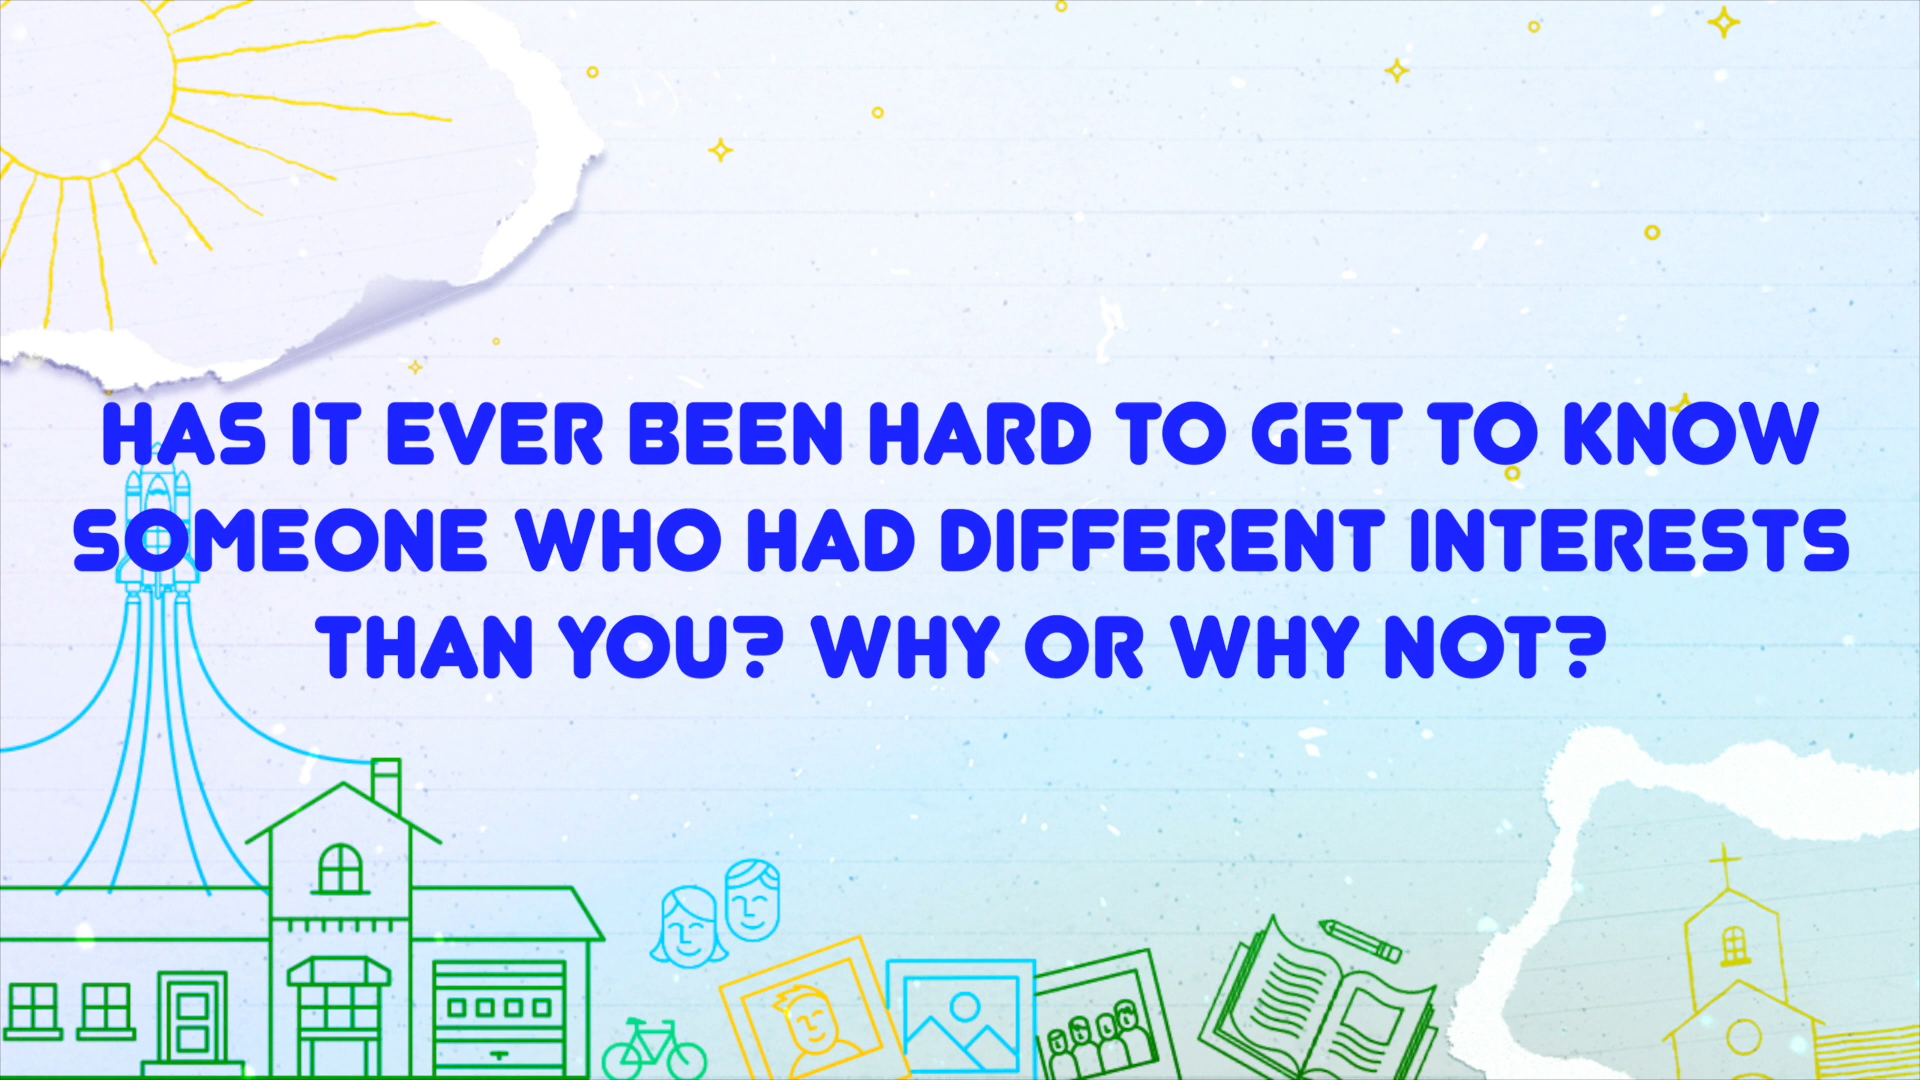 HAS IT EVER BEEN HARD TO GET TO KNOW
SOMEONE WHO HAD DIFFERENT INTERESTS
THAN YOU? WHY OR WHY NOT?